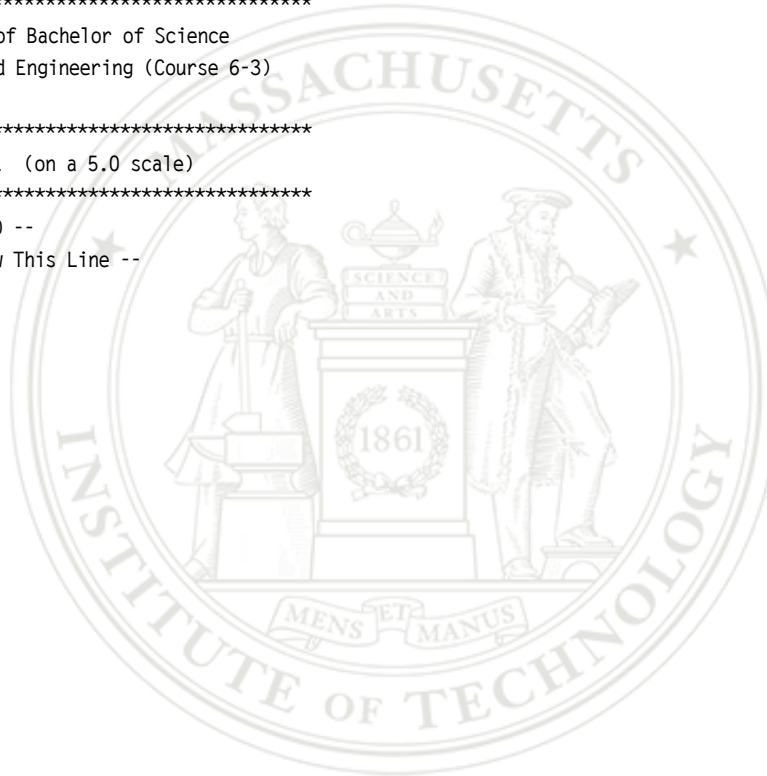 ******************************
of Bachelor of Science
d Engineering (Course 6-3)
******************************
(on a 5.0 scale)
******************************
) --
w This Line --
MASSACHUSETTS
INSTITUTE OF TECHNOLOGY
SCIENCE
AND
ARTS
1861
MENS ET MANUS